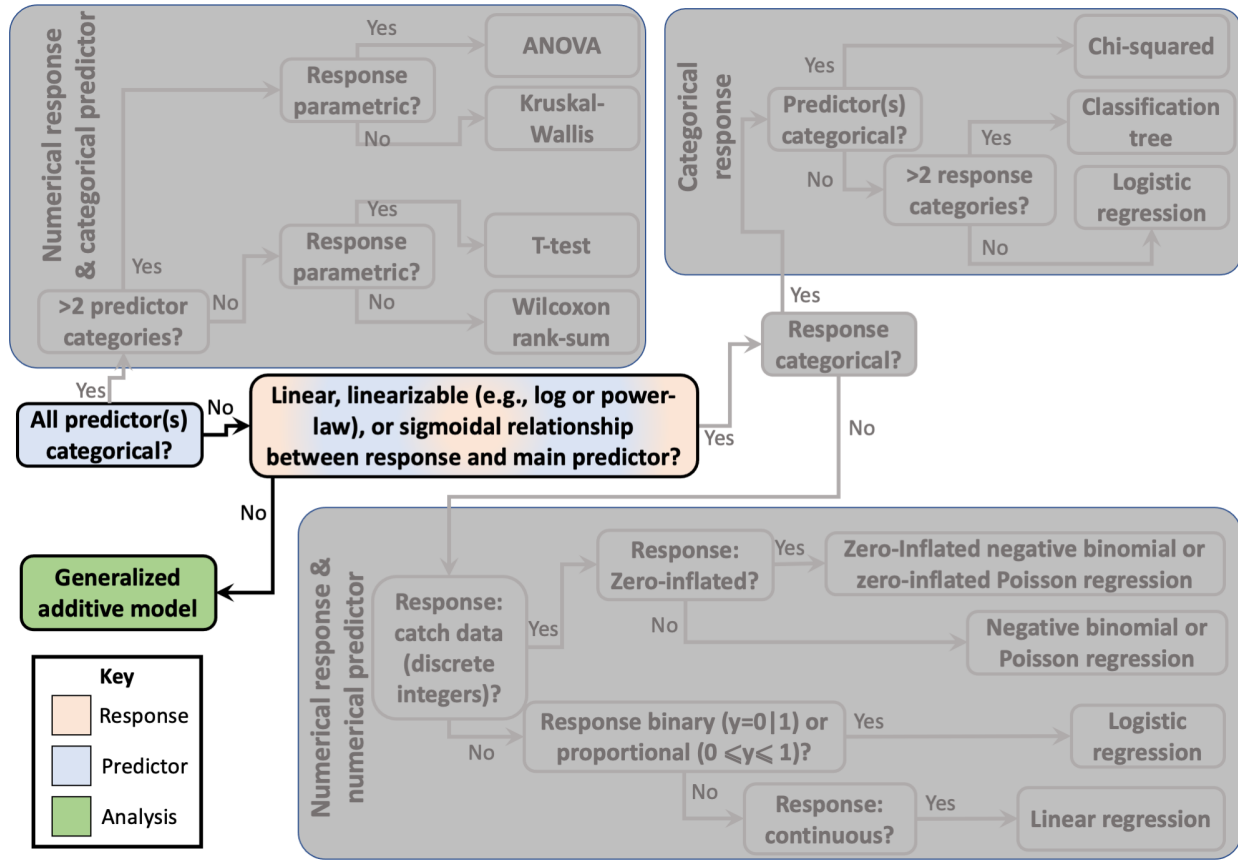 Numerical response
& categorical predictor
Yes
ANOVA
Response
parametric?
No
Kruskal-
Wallis
Yes
>2 predictor
categories?
No
Response
parametric?
Yes
T-test
No
Wilcoxon
rank-sum
Categorical
response
Yes
Chi-squared
Predictor(s)
categorical?
No
>2 response
categories?
Yes
Classification
tree
No
Logistic
regression
Yes
Response
categorical?
Yes
All predictor(s)
categorical?
No
Linear, linearizable (e.g., log or power-
law), or sigmoidal relationship
between response and main predictor?
Yes
No
No
Generalized
additive model
Numerical response &
numerical predictor
Response:
catch data
(discrete
integers)?
Yes
Response:
Zero-inflated?
Yes
Zero-Inflated negative binomial or
zero-inflated Poisson regression
No
Negative binomial or
Poisson regression
No
Response binary (y=0|1) or
proportional (0 ⩽y⩽ 1)?
Yes
Logistic
regression
No
Response:
continuous?
Yes
Linear regression
Key
Response
Predictor
Analysis